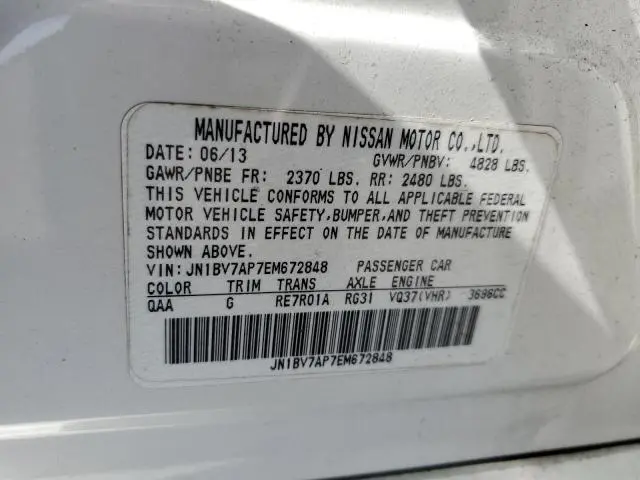 MANUFACTURED BY NISSAN MOTOR CO.,LTD.
DATE: 06/13 GVWR/PNBV: 4828 LBS.
GAWR/PNBE FR: 2370 LBS. RR: 2480 LBS.
THIS VEHICLE CONFORMS TO ALL APPLICABLE FEDERAL
MOTOR VEHICLE SAFETY,BUMPER,AND THEFT PREVENTION
STANDARDS IN EFFECT ON THE DATE OF MANUFACTURE
SHOWN ABOVE.
VIN:JN1BV7AP7EM672848 PASSENGER CAR
COLOR TRIM TRANS AXLE ENGINE
QAA G RE7R01A RG31 VQ37(VHR) 3696CC
JN1BV7AP7EM672848